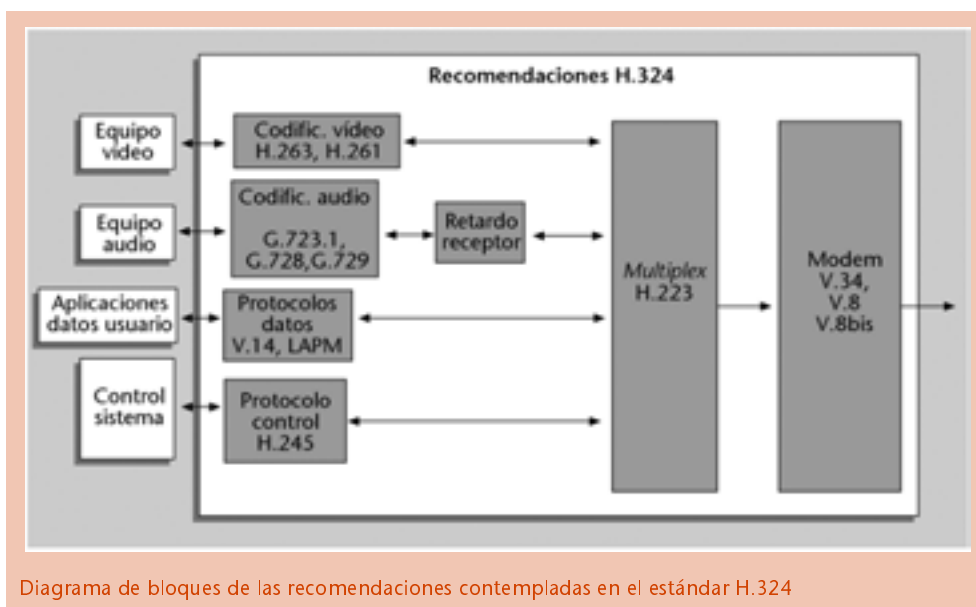 Recomendaciones H.324
Equipo
vídeo
Codific. vídeo
H.263, H.261
Equipo
audio
Codific. audio
G.723.1,
G.728,G.729
Retardo
receptor
Aplicaciones
datos usuario
Protocolos
datos
V.14, LAPM
Control
sistema
Protocolo
control
H.245
Multiplex
H.223
Modem
V.34,
V.8
V.8bis
Diagrama de bloques de las recomendaciones contempladas en el estándar H.324